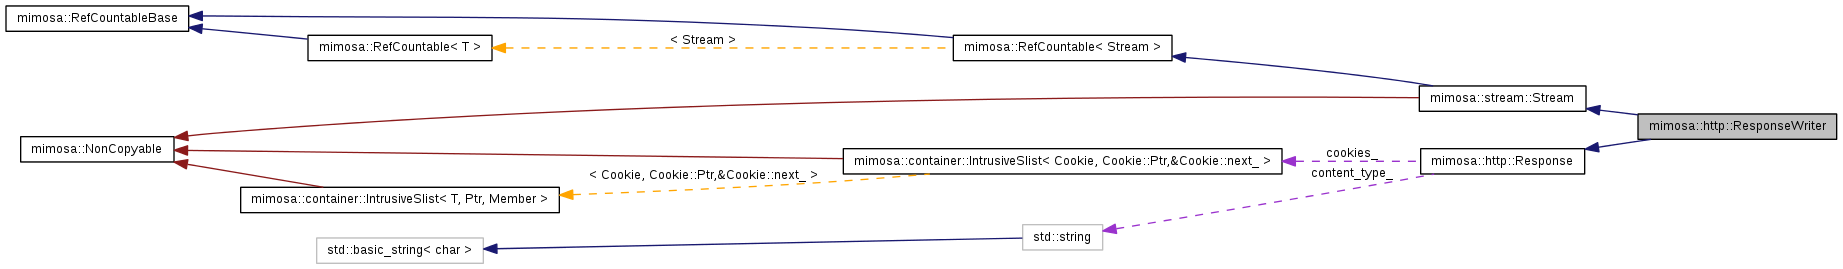 mimosa::RefCountableBase
mimosa::RefCountable< T >
< Stream >
mimosa::RefCountable< Stream >
mimosa::stream::Stream
mimosa::http::ResponseWriter
mimosa::NonCopyable
mimosa::container::IntrusiveSlist< Cookie, Cookie::Ptr,&Cookie::next_ >
cookies_
mimosa::http::Response
content_type_
< Cookie, Cookie::Ptr,&Cookie::next_ >
mimosa::container::IntrusiveSlist< T, Ptr, Member >
std::string
std::basic_string< char >